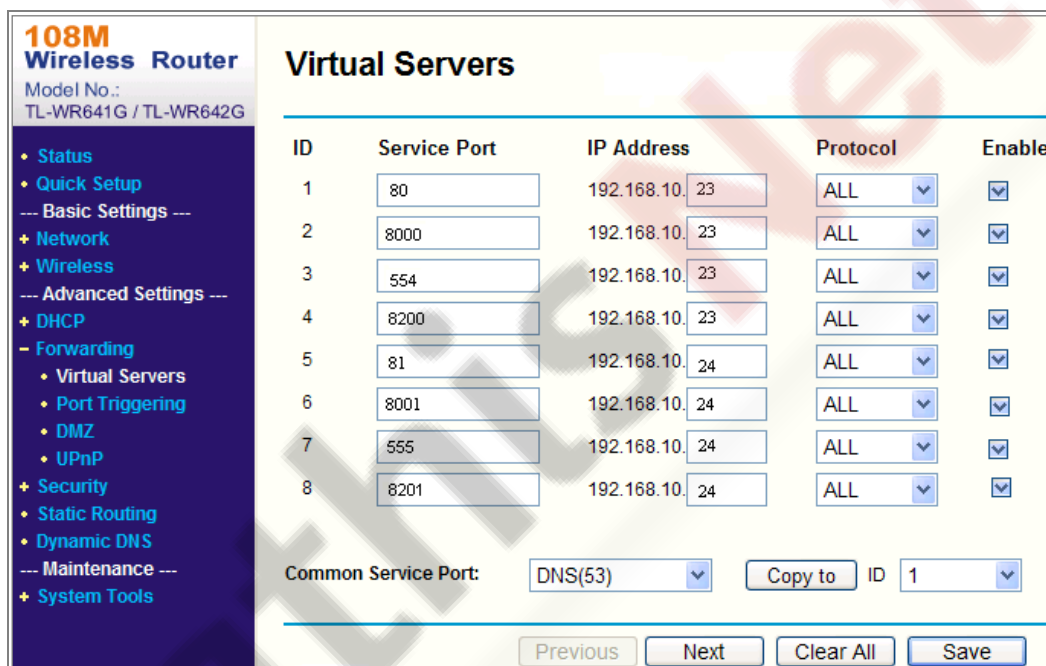 108M
Wireless Router
Model No.:
TL-WR641G / TL-WR642G
• Status
• Quick Setup
--- Basic Settings ---
+ Network
+ Wireless
--- Advanced Settings ---
+ DHCP
– Forwarding
• Virtual Servers
• Port Triggering
• DMZ
• UPnP
+ Security
• Static Routing
• Dynamic DNS
--- Maintenance ---
+ System Tools
Virtual Servers
ID Service Port IP Address Protocol Enable
1 80 192.168.10. 23 ALL
2 8000 192.168.10. 23 ALL
3 554 192.168.10. 23 ALL
4 8200 192.168.10. 23 ALL
5 81 192.168.10. 24 ALL
6 8001 192.168.10. 24 ALL
7 555 192.168.10. 24 ALL
8 8201 192.168.10. 24 ALL
Common Service Port: DNS(53) Copy to ID 1
Previous Next Clear All Save